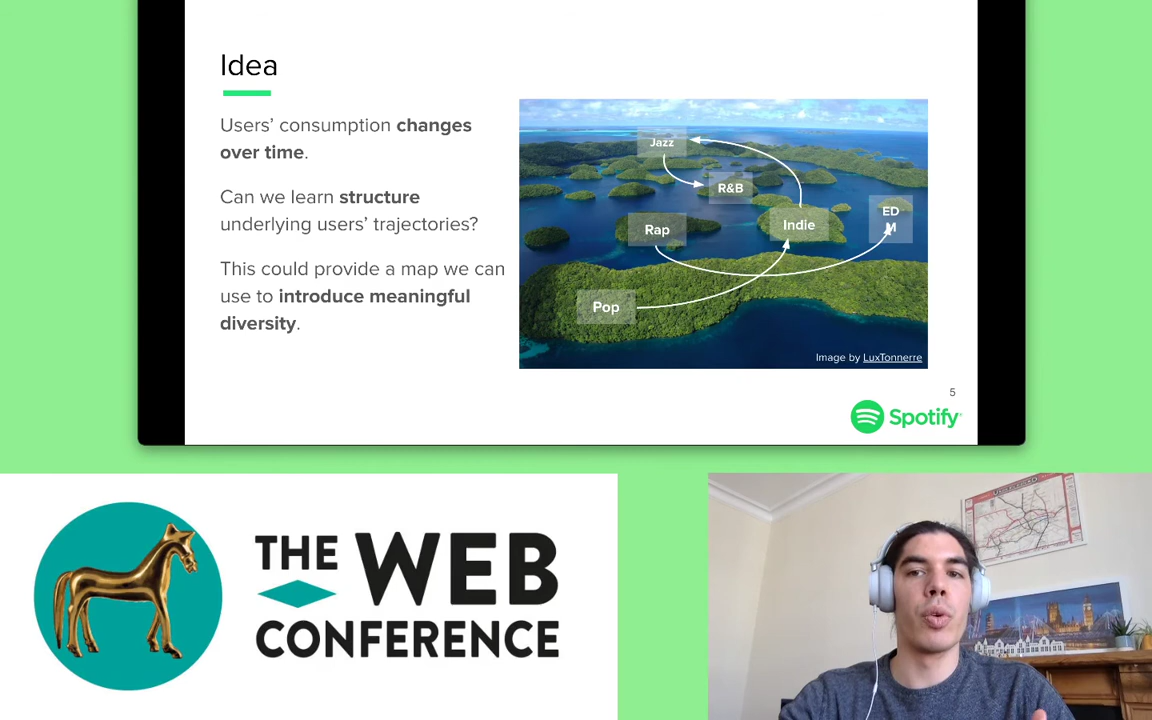 Idea
Users’ consumption changes
over time.
Can we learn structure
underlying users’ trajectories?
This could provide a map we can
use to introduce meaningful
diversity.
Jazz
R&B
Rap
Indie
ED
M
Pop
Image by LuxTonnerre
5
Spotify
THE WEB
CONFERENCE